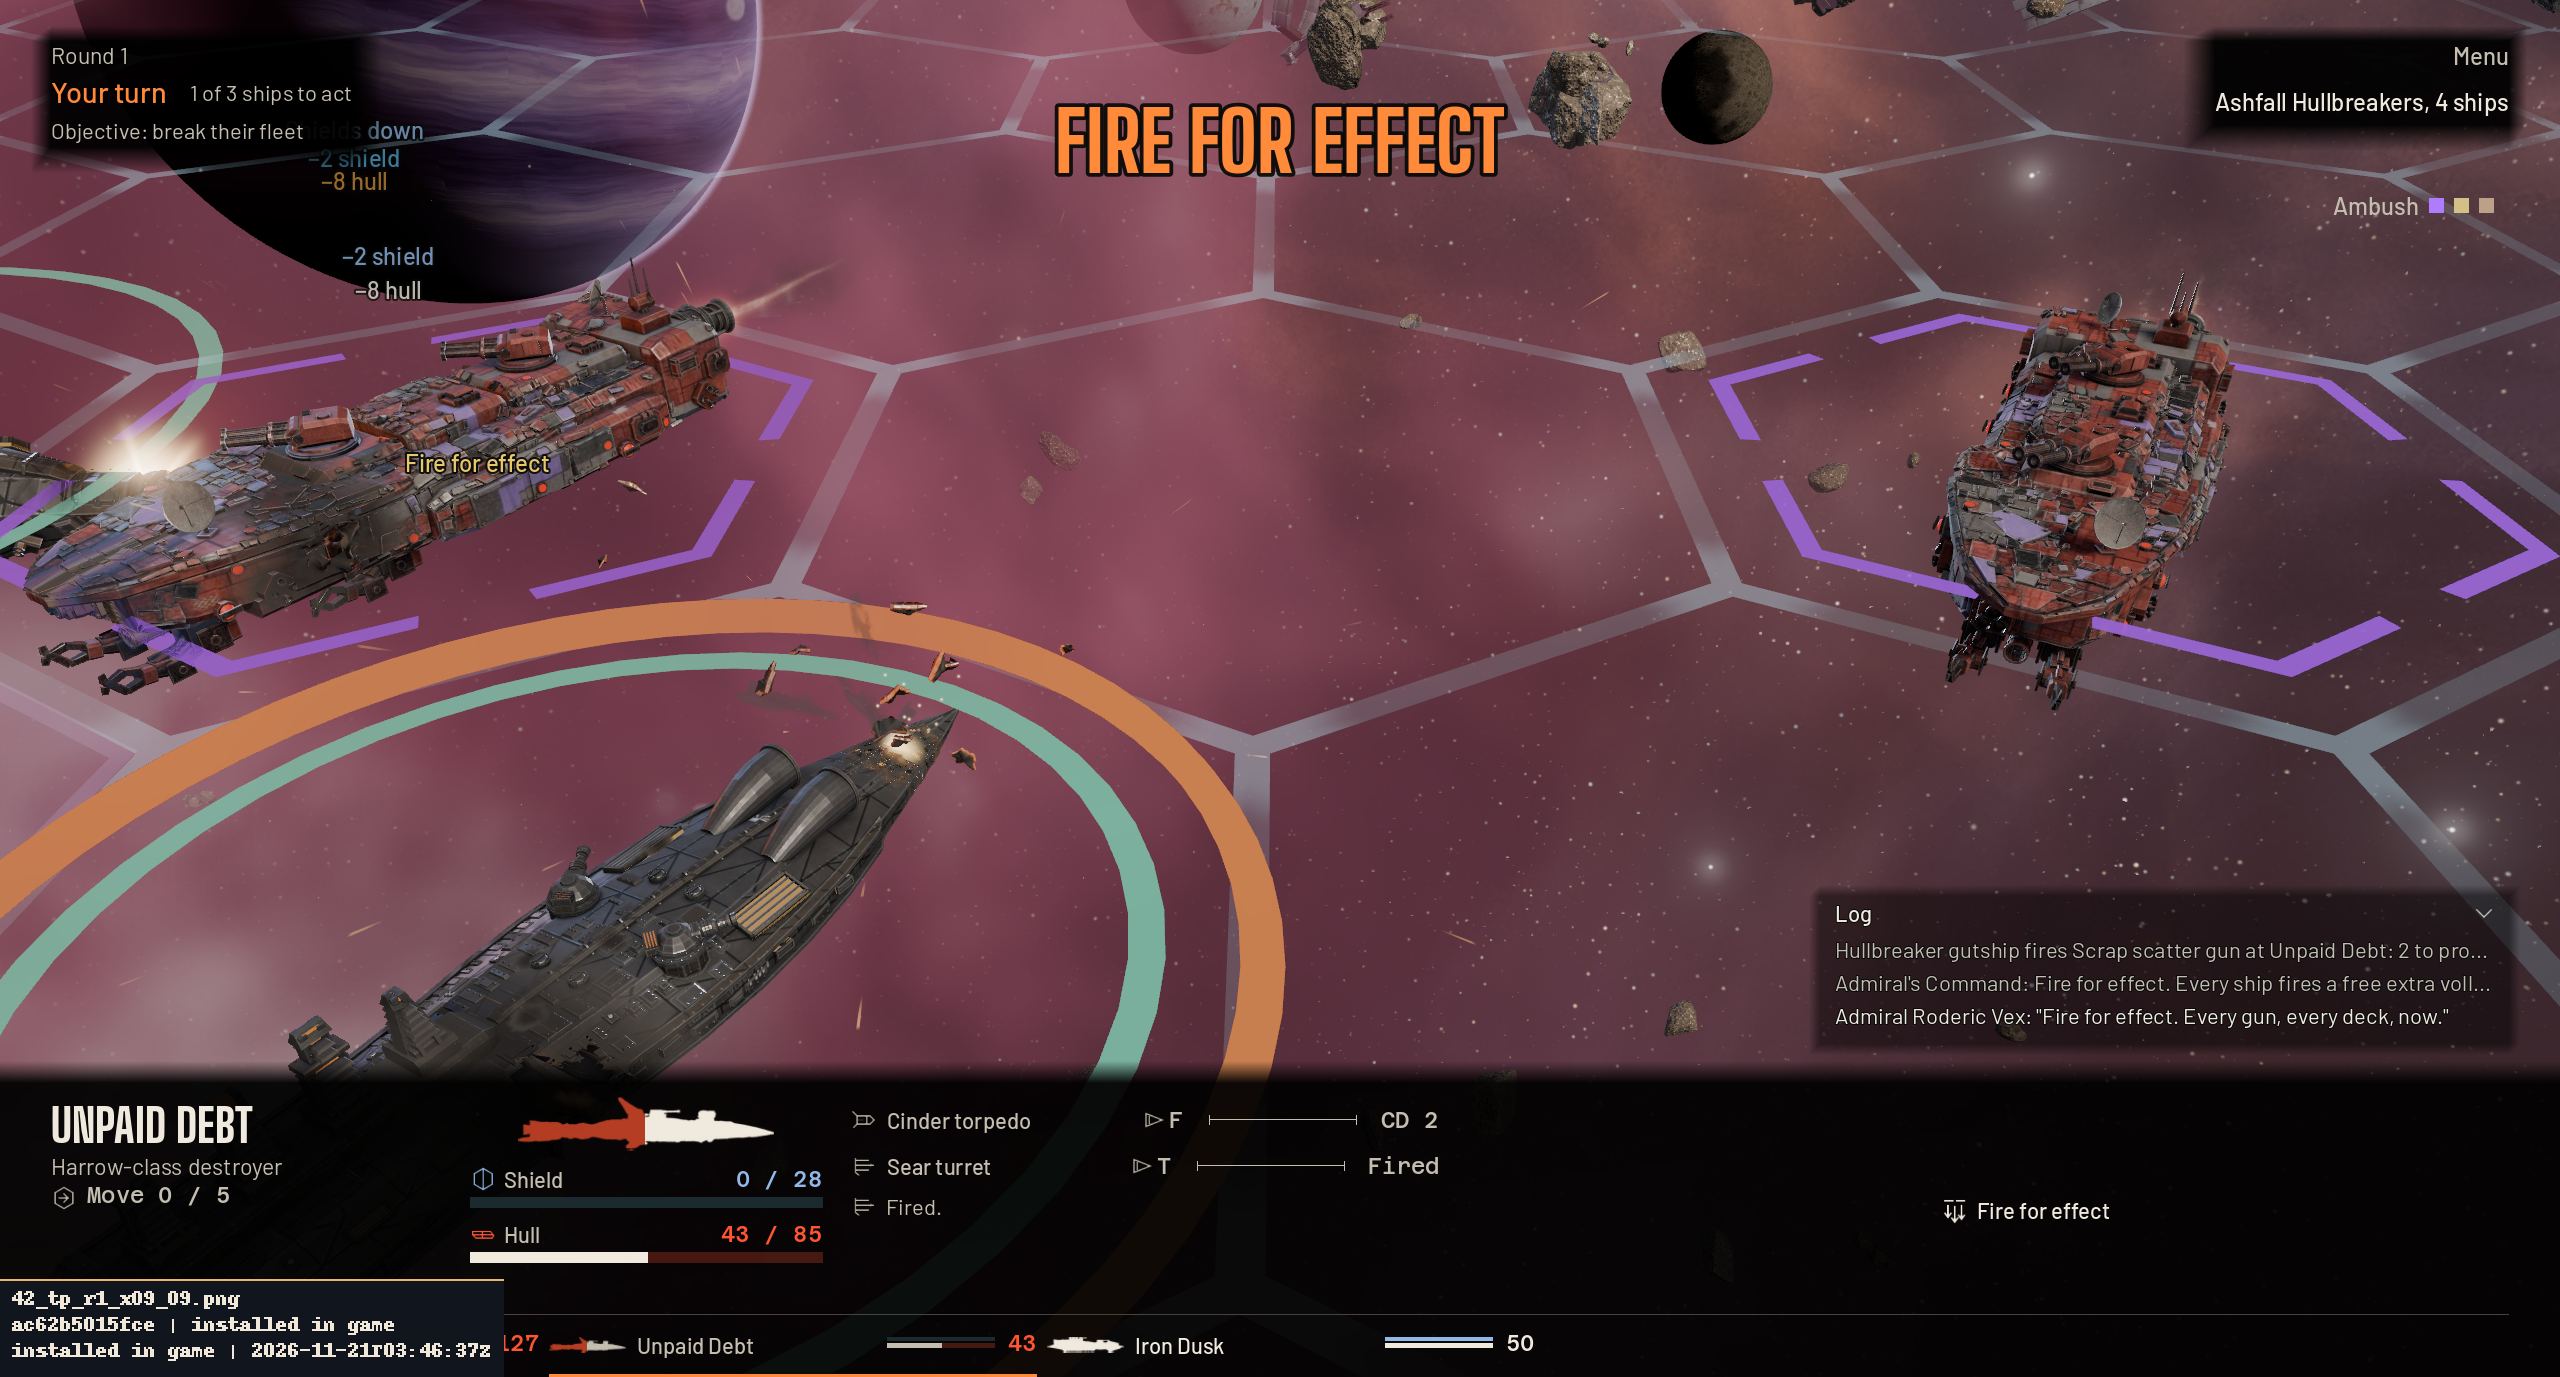 Round 1
Your turn 1 of 3 ships to act
Objective: break their fleet
down
−2 shield
−8 hull
−2 shield
−8 hull
FIRE FOR EFFECT
Menu
Ashfall Hullbreakers, 4 ships
Ambush
Fire for effect
Log
Hullbreaker gutship fires Scrap scatter gun at Unpaid Debt: 2 to pro...
Admiral's Command: Fire for effect. Every ship fires a free extra voll...
Admiral Roderic Vex: "Fire for effect. Every gun, every deck, now."
UNPAID DEBT
Harrow-class destroyer
Move 0 / 5
Shield 0 / 28
Hull 43 / 85
Cinder torpedo F CD 2
Sear turret T Fired
Fired.
Fire for effect
42_tp_r1_x09_09.png
ac62b5015fce | installed in game
installed in game | 2026-11-21r03:46:37z
127 Unpaid Debt 43 Iron Dusk 50